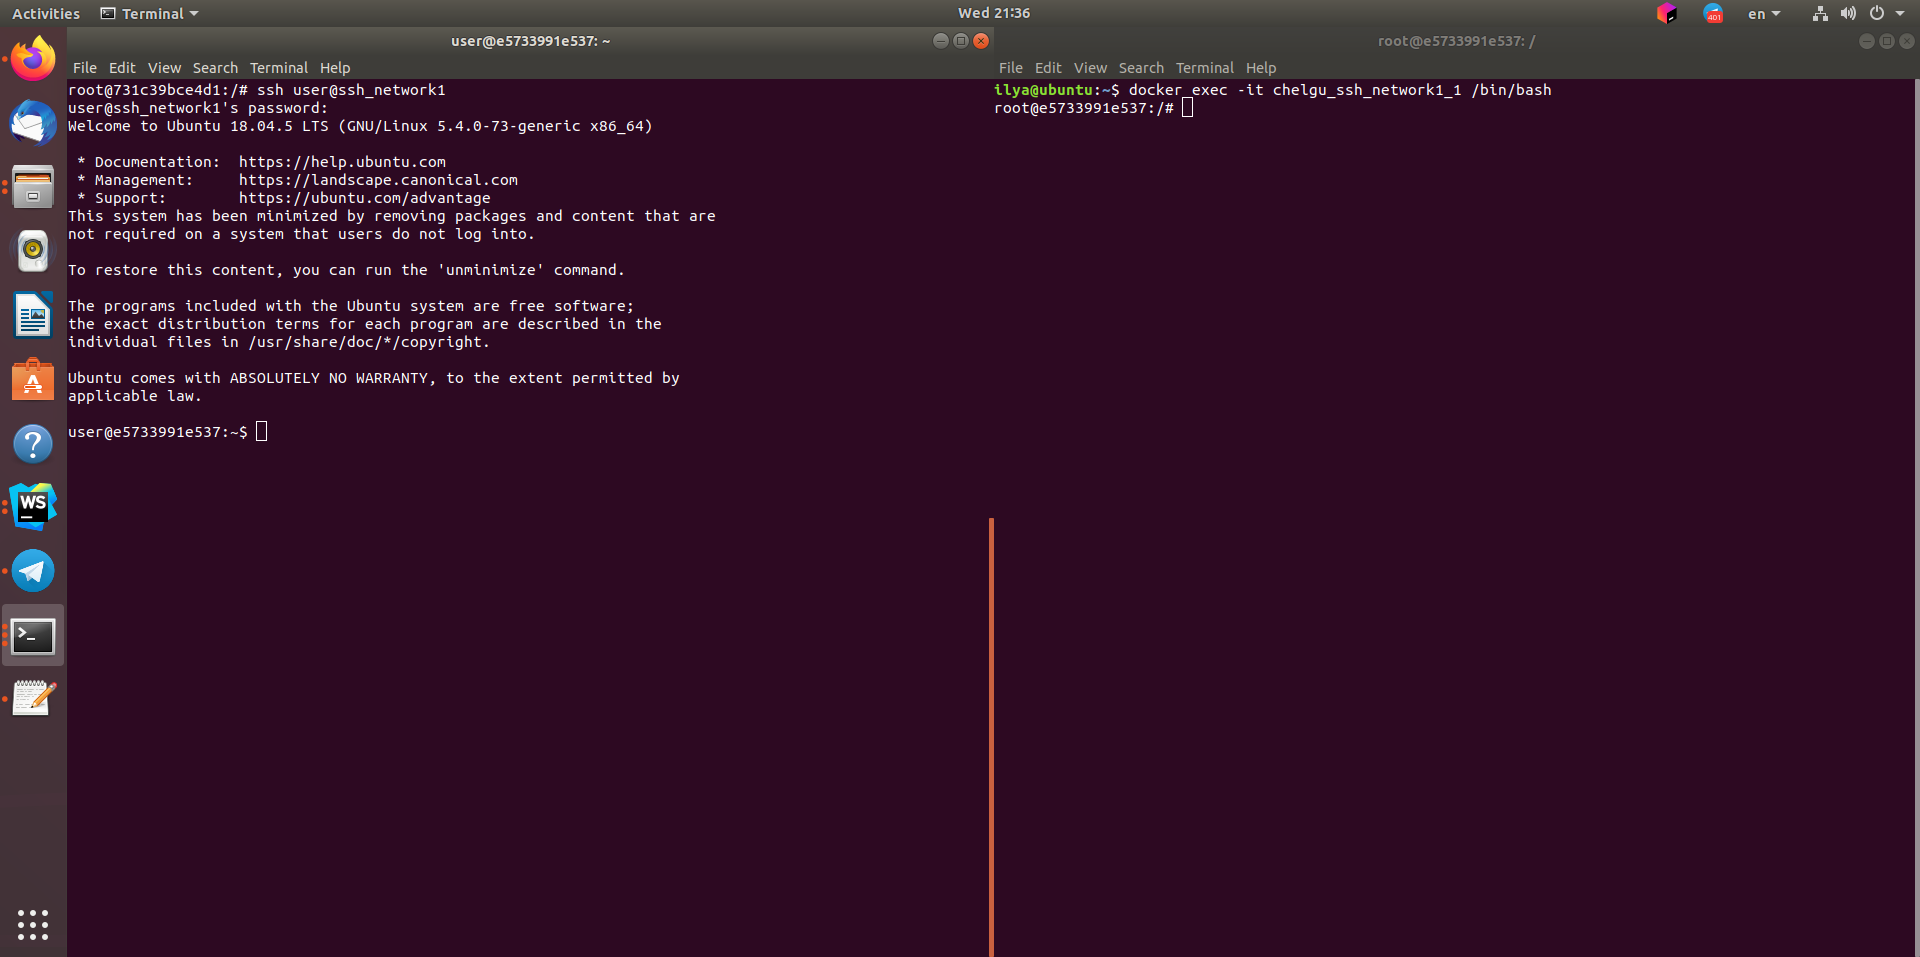 Activities Terminal Wed 21:36 401 en
user@e5733991e537: ~
File Edit View Search Terminal Help
root@731c39bce4d1:/# ssh user@ssh_network1
user@ssh_network1's password:
Welcome to Ubuntu 18.04.5 LTS (GNU/Linux 5.4.0-73-generic x86_64)
* Documentation: https://help.ubuntu.com
* Management: https://landscape.canonical.com
* Support: https://ubuntu.com/advantage
This system has been minimized by removing packages and content that are
not required on a system that users do not log into.
To restore this content, you can run the 'unminimize' command.
The programs included with the Ubuntu system are free software;
the exact distribution terms for each program are described in the
individual files in /usr/share/doc/*/copyright.
Ubuntu comes with ABSOLUTELY NO WARRANTY, to the extent permitted by
applicable law.
user@e5733991e537:~$
root@e5733991e537: /
File Edit View Search Terminal Help
ilya@ubuntu:~$ docker exec -it chelgu_ssh_network1_1 /bin/bash
root@e5733991e537:/#
WS